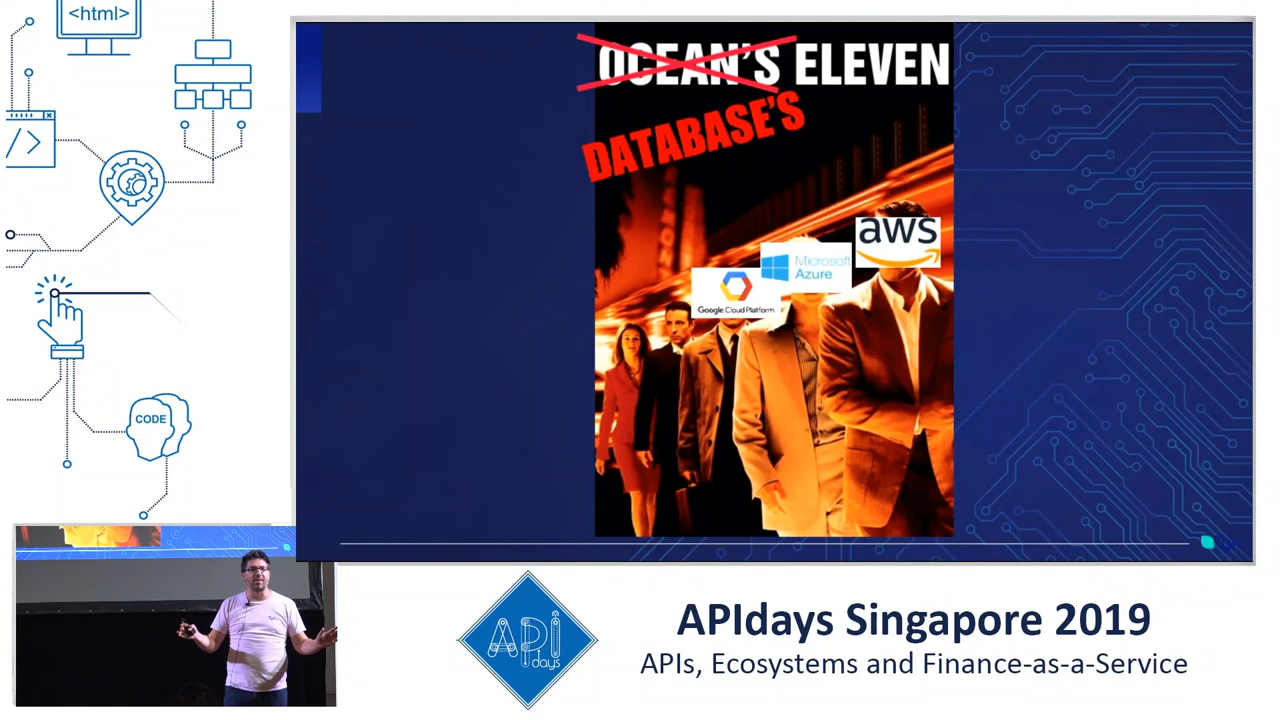 <html>
OCEAN'S ELEVEN
DATABASE'S
aws
Microsoft
Azure
Google Cloud Platform
</>
CODE
API
days
APIdays Singapore 2019
APIs, Ecosystems and Finance-as-a-Service